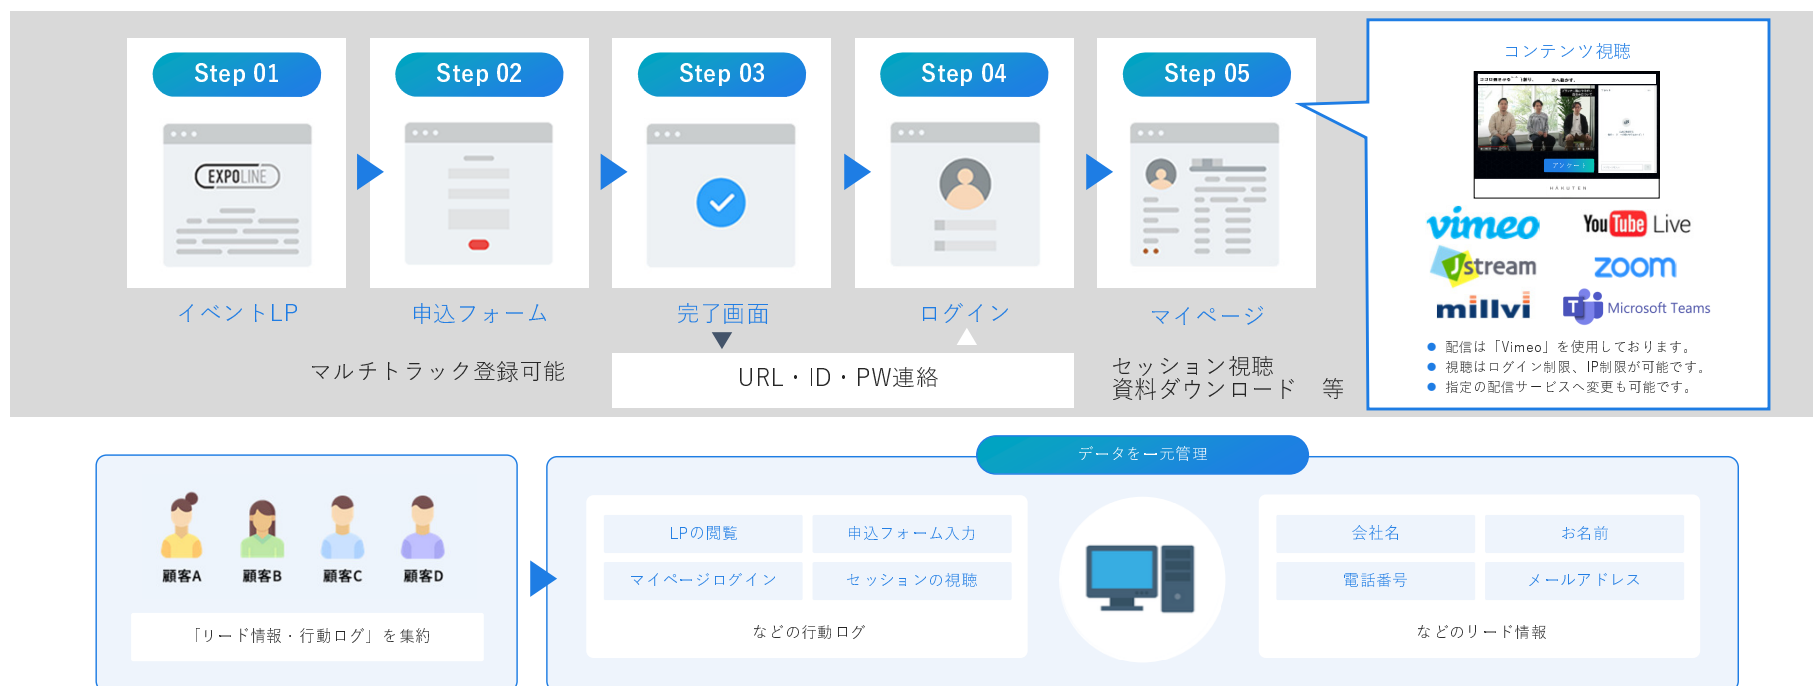 Step 01
Step 02
Step 03
Step 04
Step 05
EXPOLINE
イベントLP
申込フォーム
完了画面
ログイン
マイページ
マルチトラック登録可能
URL・ID・PW連絡
セッション視聴
資料ダウンロード 等
コンテンツ視聴
アンケート
HAKUTEN
vimeo
YouTube Live
Jstream
zoom
millvi
Microsoft Teams
配信は「Vimeo」を使用しております。
視聴はログイン制限、IP制限が可能です。
指定の配信サービスへ変更も可能です。
顧客A
顧客B
顧客C
顧客D
「リード情報・行動ログ」を集約
データを一元管理
LPの閲覧
申込フォーム入力
マイページログイン
セッションの視聴
などの行動ログ
会社名
お名前
電話番号
メールアドレス
などのリード情報